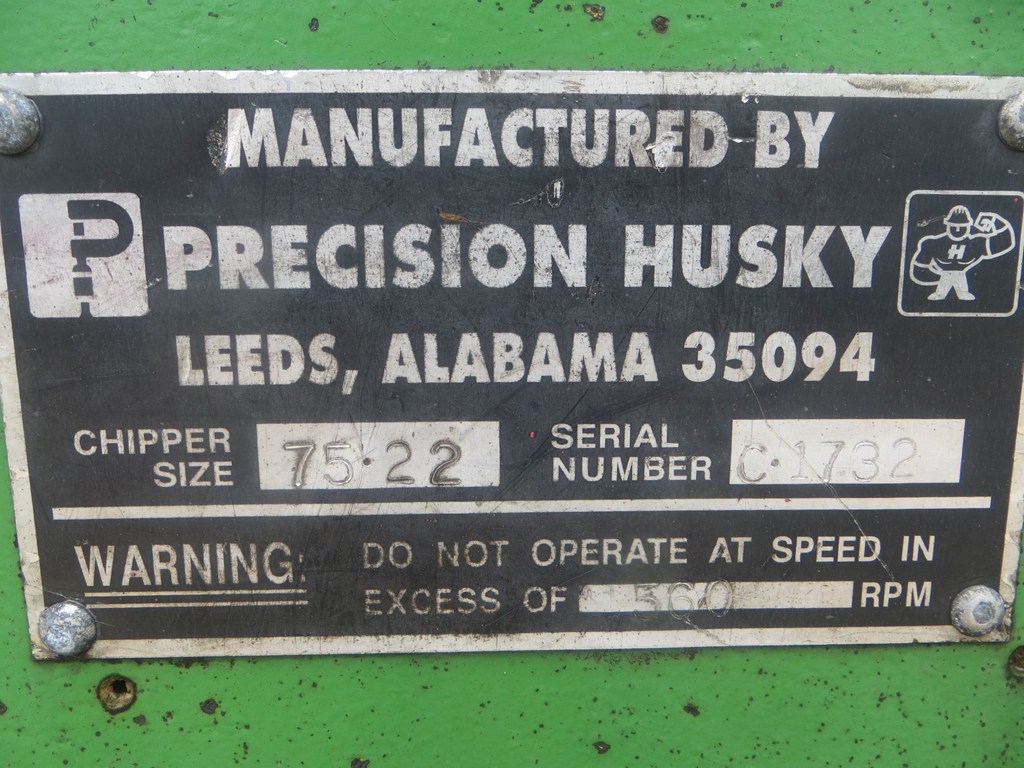 MANUFACTURED BY
PRECISION HUSKY
LEEDS, ALABAMA 35094
CHIPPER SIZE 75·22 SERIAL NUMBER C·1732
WARNING: DO NOT OPERATE AT SPEED IN
EXCESS OF 560 RPM
H